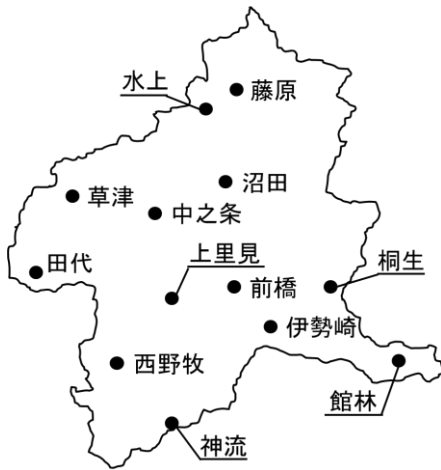 水上
藤原
沼田
草津
中之条
田代
上里見
前橋
桐生
伊勢崎
西野牧
館林
神流